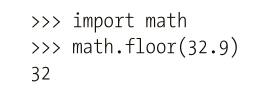 >>> import math
>>> math.floor(32.9)
32